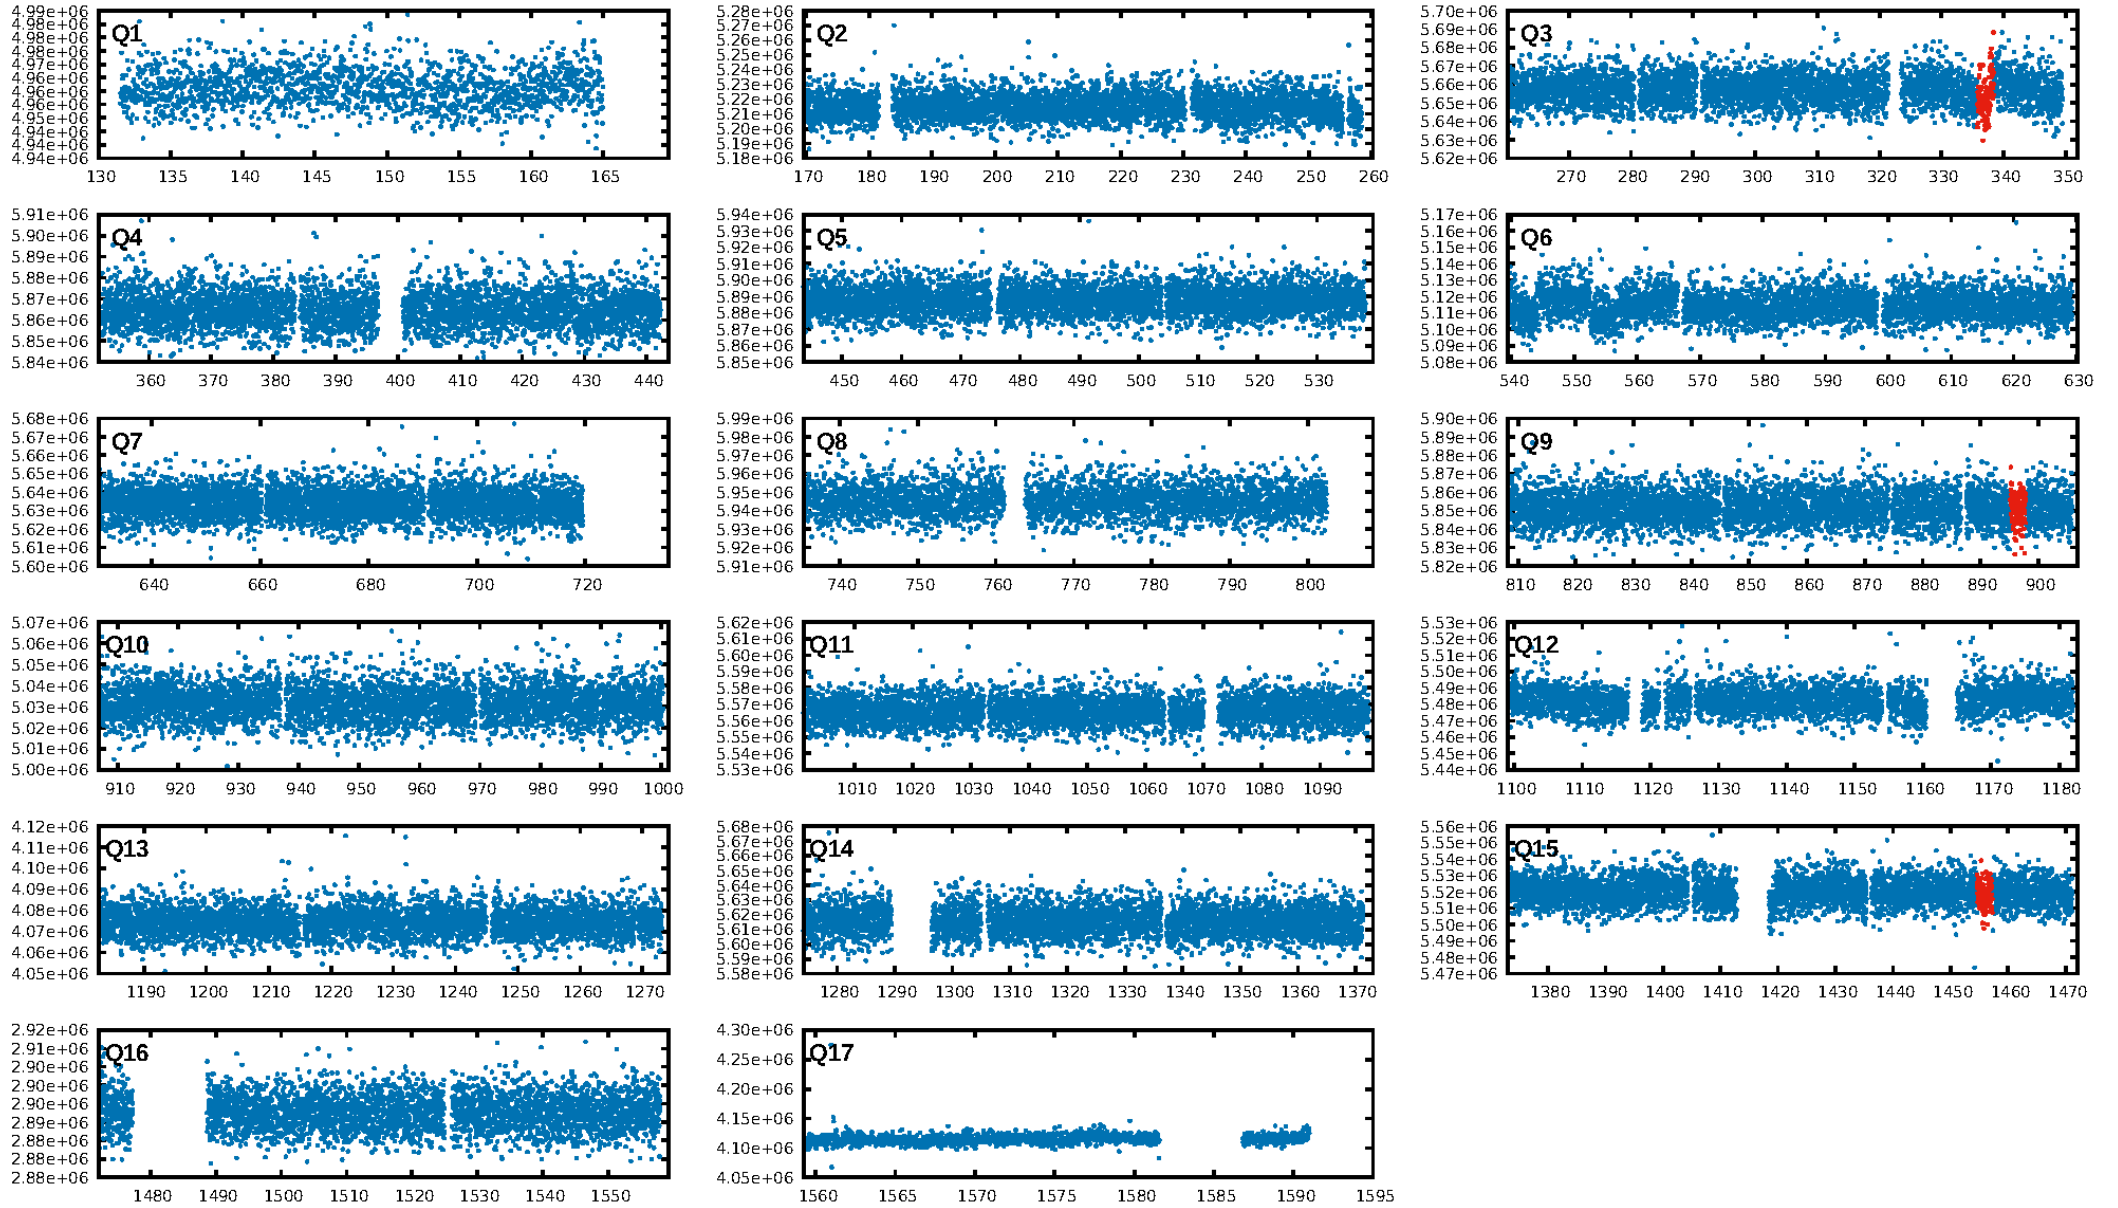 4.99e+06
4.98e+06
4.98e+06
4.98e+06
4.97e+06
4.96e+06
4.96e+06
4.96e+06
4.95e+06
4.94e+06
4.94e+06
4.94e+06
Q1
130 135 140 145 150 155 160 165
5.28e+06
5.27e+06
5.26e+06
5.25e+06
5.24e+06
5.23e+06
5.22e+06
5.21e+06
5.20e+06
5.19e+06
5.18e+06
Q2
170 180 190 200 210 220 230 240 250 260
5.70e+06
5.69e+06
5.68e+06
5.67e+06
5.66e+06
5.65e+06
5.64e+06
5.63e+06
5.62e+06
Q3
270 280 290 300 310 320 330 340 350
5.91e+06
5.90e+06
5.89e+06
5.88e+06
5.87e+06
5.86e+06
5.85e+06
5.84e+06
Q4
360 370 380 390 400 410 420 430 440
5.94e+06
5.93e+06
5.92e+06
5.91e+06
5.90e+06
5.89e+06
5.88e+06
5.87e+06
5.86e+06
5.85e+06
Q5
450 460 470 480 490 500 510 520 530
5.17e+06
5.16e+06
5.15e+06
5.14e+06
5.13e+06
5.12e+06
5.11e+06
5.10e+06
5.09e+06
5.08e+06
Q6
540 550 560 570 580 590 600 610 620 630
5.68e+06
5.67e+06
5.66e+06
5.65e+06
5.64e+06
5.63e+06
5.62e+06
5.61e+06
5.60e+06
Q7
640 660 680 700 720
5.99e+06
5.98e+06
5.97e+06
5.96e+06
5.95e+06
5.94e+06
5.93e+06
5.92e+06
5.91e+06
Q8
740 750 760 770 780 790 800
5.90e+06
5.89e+06
5.88e+06
5.87e+06
5.86e+06
5.85e+06
5.84e+06
5.83e+06
5.82e+06
Q9
810 820 830 840 850 860 870 880 890 900
5.07e+06
5.06e+06
5.05e+06
5.04e+06
5.03e+06
5.02e+06
5.01e+06
5.00e+06
Q10
910 920 930 940 950 960 970 980 990 1000
5.62e+06
5.61e+06
5.60e+06
5.59e+06
5.58e+06
5.57e+06
5.56e+06
5.55e+06
5.54e+06
5.53e+06
Q11
1010 1020 1030 1040 1050 1060 1070 1080 1090
5.53e+06
5.52e+06
5.51e+06
5.50e+06
5.49e+06
5.48e+06
5.47e+06
5.46e+06
5.45e+06
5.44e+06
Q12
1100 1110 1120 1130 1140 1150 1160 1170 1180
4.12e+06
4.11e+06
4.10e+06
4.09e+06
4.08e+06
4.07e+06
4.06e+06
4.05e+06
Q13
1190 1200 1210 1220 1230 1240 1250 1260 1270
5.68e+06
5.67e+06
5.66e+06
5.65e+06
5.64e+06
5.63e+06
5.62e+06
5.61e+06
5.60e+06
5.59e+06
5.58e+06
Q14
1280 1290 1300 1310 1320 1330 1340 1350 1360 1370
5.56e+06
5.55e+06
5.54e+06
5.53e+06
5.52e+06
5.51e+06
5.50e+06
5.49e+06
5.48e+06
5.47e+06
Q15
1380 1390 1400 1410 1420 1430 1440 1450 1460 1470
2.92e+06
2.91e+06
2.90e+06
2.90e+06
2.90e+06
2.89e+06
2.88e+06
2.88e+06
2.88e+06
Q16
1480 1490 1500 1510 1520 1530 1540 1550
4.30e+06
4.25e+06
4.20e+06
4.15e+06
4.10e+06
4.05e+06
Q17
1560 1565 1570 1575 1580 1585 1590 1595